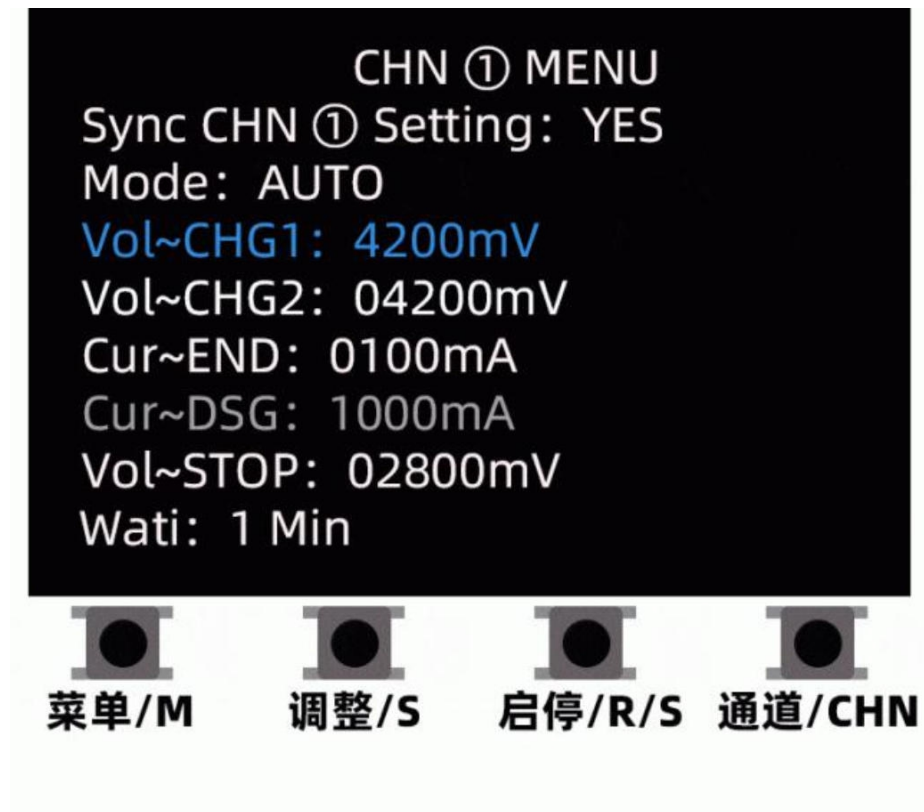 CHN ① MENU
Sync CHN ① Setting： YES
Mode： AUTO
Vol~CHG1： 4200mV
Vol~CHG2： 04200mV
Cur~END： 0100mA
Cur~DSG： 1000mA
Vol~STOP： 02800mV
Wati： 1 Min
菜单/M 调整/S 启停/R/S 通道/CHN